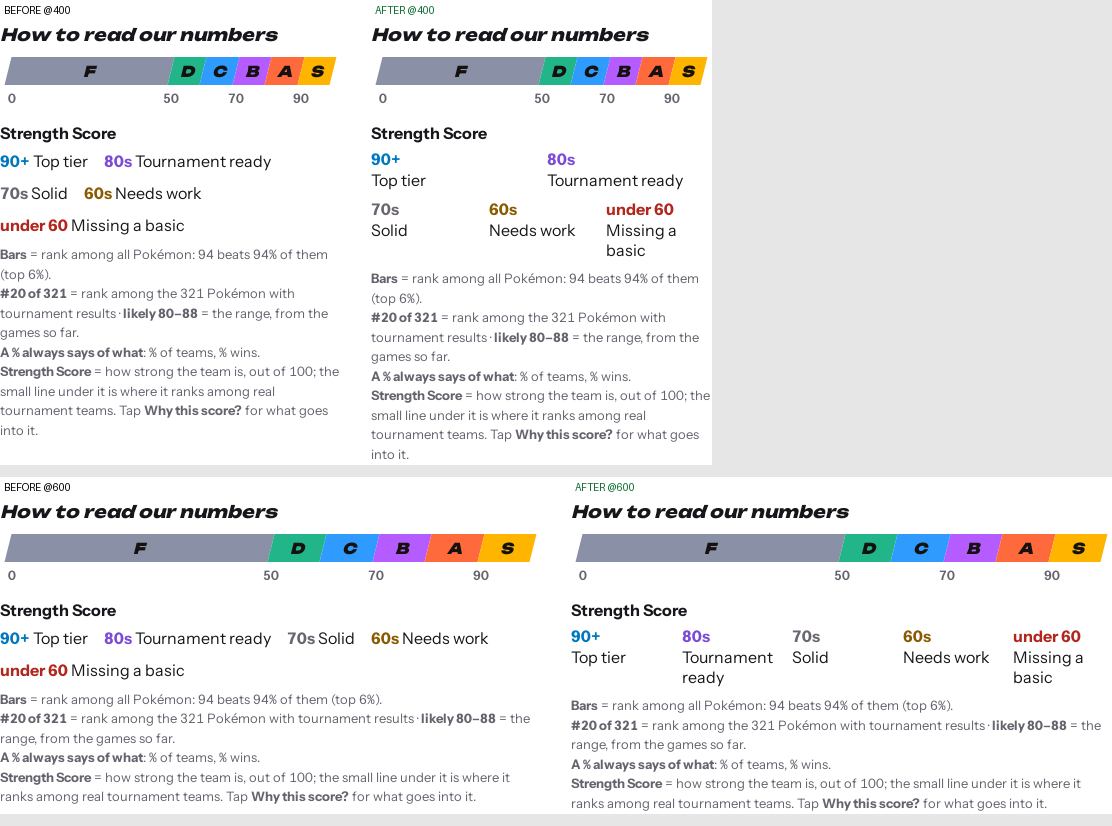 BEFORE @400
How to read our numbers
F D C B A S
0 50 70 90
Strength Score
90+ Top tier 80s Tournament ready
70s Solid 60s Needs work
under 60 Missing a basic
Bars = rank among all Pokémon: 94 beats 94% of them
(top 6%).
#20 of 321 = rank among the 321 Pokémon with
tournament results · likely 80–88 = the range, from the
games so far.
A % always says of what: % of teams, % wins.
Strength Score = how strong the team is, out of 100; the
small line under it is where it ranks among real
tournament teams. Tap Why this score? for what goes
into it.
AFTER @400
How to read our numbers
F D C B A S
0 50 70 90
Strength Score
90+ 80s
Top tier Tournament ready
70s 60s under 60
Solid Needs work Missing a
basic
Bars = rank among all Pokémon: 94 beats 94% of them
(top 6%).
#20 of 321 = rank among the 321 Pokémon with
tournament results · likely 80–88 = the range, from the
games so far.
A % always says of what: % of teams, % wins.
Strength Score = how strong the team is, out of 100; the
small line under it is where it ranks among real
tournament teams. Tap Why this score? for what goes
into it.
BEFORE @600
How to read our numbers
F D C B A S
0 50 70 90
Strength Score
90+ Top tier 80s Tournament ready 70s Solid 60s Needs work
under 60 Missing a basic
Bars = rank among all Pokémon: 94 beats 94% of them (top 6%).
#20 of 321 = rank among the 321 Pokémon with tournament results · likely 80–88 = the
range, from the games so far.
A % always says of what: % of teams, % wins.
Strength Score = how strong the team is, out of 100; the small line under it is where it
ranks among real tournament teams. Tap Why this score? for what goes into it.
AFTER @600
How to read our numbers
F D C B A S
0 50 70 90
Strength Score
90+ 80s 70s 60s under 60
Top tier Tournament Solid Needs work Missing a
ready basic
Bars = rank among all Pokémon: 94 beats 94% of them (top 6%).
#20 of 321 = rank among the 321 Pokémon with tournament results · likely 80–88 = the
range, from the games so far.
A % always says of what: % of teams, % wins.
Strength Score = how strong the team is, out of 100; the small line under it is where it
ranks among real tournament teams. Tap Why this score? for what goes into it.